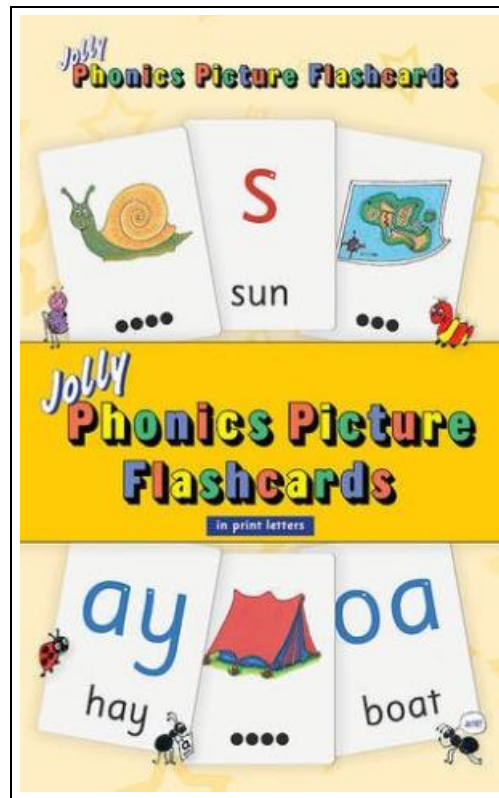 Jolly
Phonics Picture Flashcards
s
sun
Jolly
Phonics Picture
Flashcards
in print letters
ay
hay
oa
boat
a